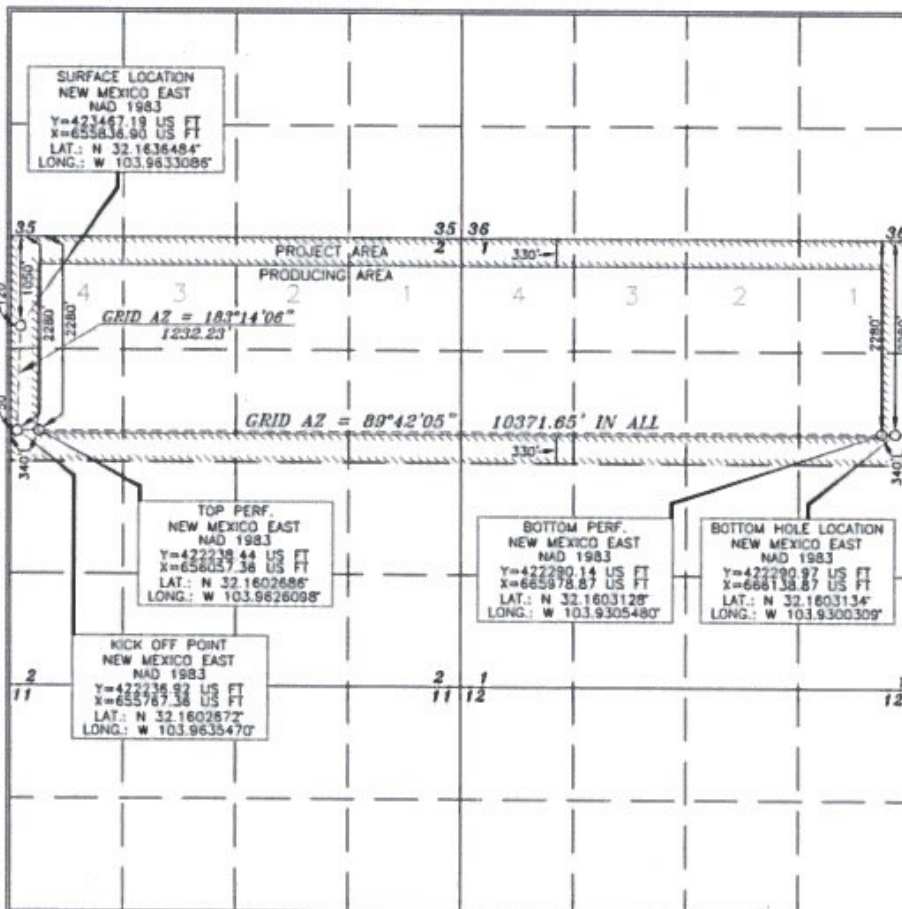 SURFACE LOCATION
NEW MEXICO EAST
NAD 1983
Y=423467.19 US FT
X=655836.90 US FT
LAT.: N 32.1636484°
LONG.: W 103.9633086°
35
35 36
36
2 1
PROJECT AREA
330'
PRODUCING AREA
1050'
4 3 2 1 4 3 2 1
2280'
2280'
2280'
GRID AZ = 183°14'06"
1232.23'
GRID AZ = 89°42'05" 10371.65' IN ALL
330'
340'
340'
TOP PERF.
NEW MEXICO EAST
NAD 1983
Y=422238.44 US FT
X=656057.36 US FT
LAT.: N 32.1602686°
LONG.: W 103.9626098°
BOTTOM PERF.
NEW MEXICO EAST
NAD 1983
Y=422290.14 US FT
X=665978.87 US FT
LAT.: N 32.1603128°
LONG.: W 103.9305480°
BOTTOM HOLE LOCATION
NEW MEXICO EAST
NAD 1983
Y=422290.97 US FT
X=666138.87 US FT
LAT.: N 32.1603134°
LONG.: W 103.9300309°
KICK OFF POINT
NEW MEXICO EAST
NAD 1983
Y=422236.92 US FT
X=655767.36 US FT
LAT.: N 32.1602672°
LONG.: W 103.9635470°
2
11
2 1
11 12
1
12